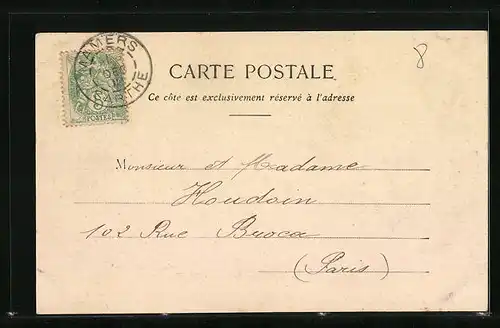 MAMERS
SARTHE
POSTES
8
CARTE POSTALE
Ce côté est exclusivement réservé à l'adresse
Monsieur et Madame
Houdoin
102 Rue Broca
(Paris)